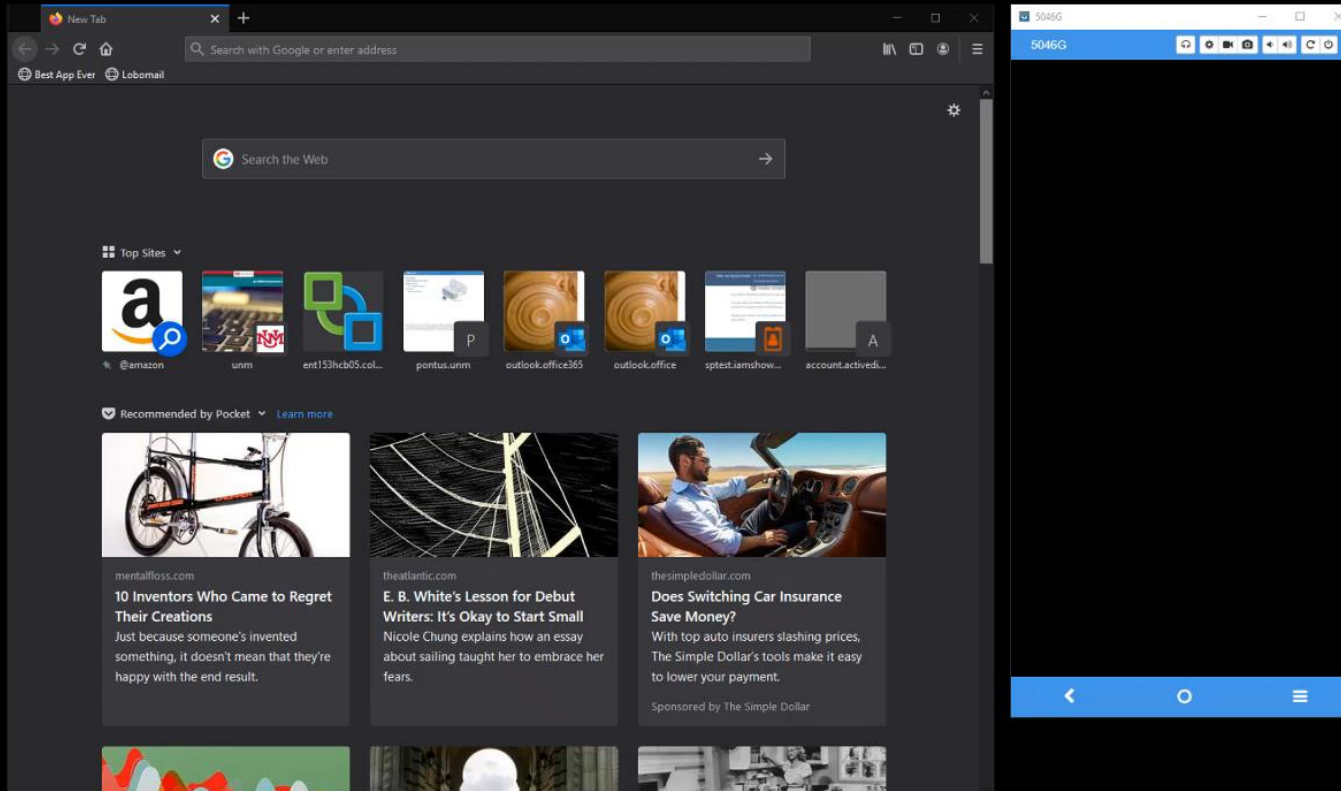 New Tab
Search with Google or enter address
Best App Ever
Lobomail
Search the Web
Top Sites
@amazon
unm
ent153hcb05.col...
P
pontus.unm
outlook.office365
outlook.office
sptest.iamshow...
A
account.activedi...
Recommended by Pocket
Learn more
mentalfloss.com
10 Inventors Who Came to Regret
Their Creations
Just because someone's invented
something, it doesn't mean that they're
happy with the end result.
theatlantic.com
E. B. White's Lesson for Debut
Writers: It's Okay to Start Small
Nicole Chung explains how an essay
about sailing taught her to embrace her
fears.
thesimpledollar.com
Does Switching Car Insurance
Save Money?
With top auto insurers slashing prices,
The Simple Dollar's tools make it easy
to lower your payment.
Sponsored by The Simple Dollar
5046G
5046G